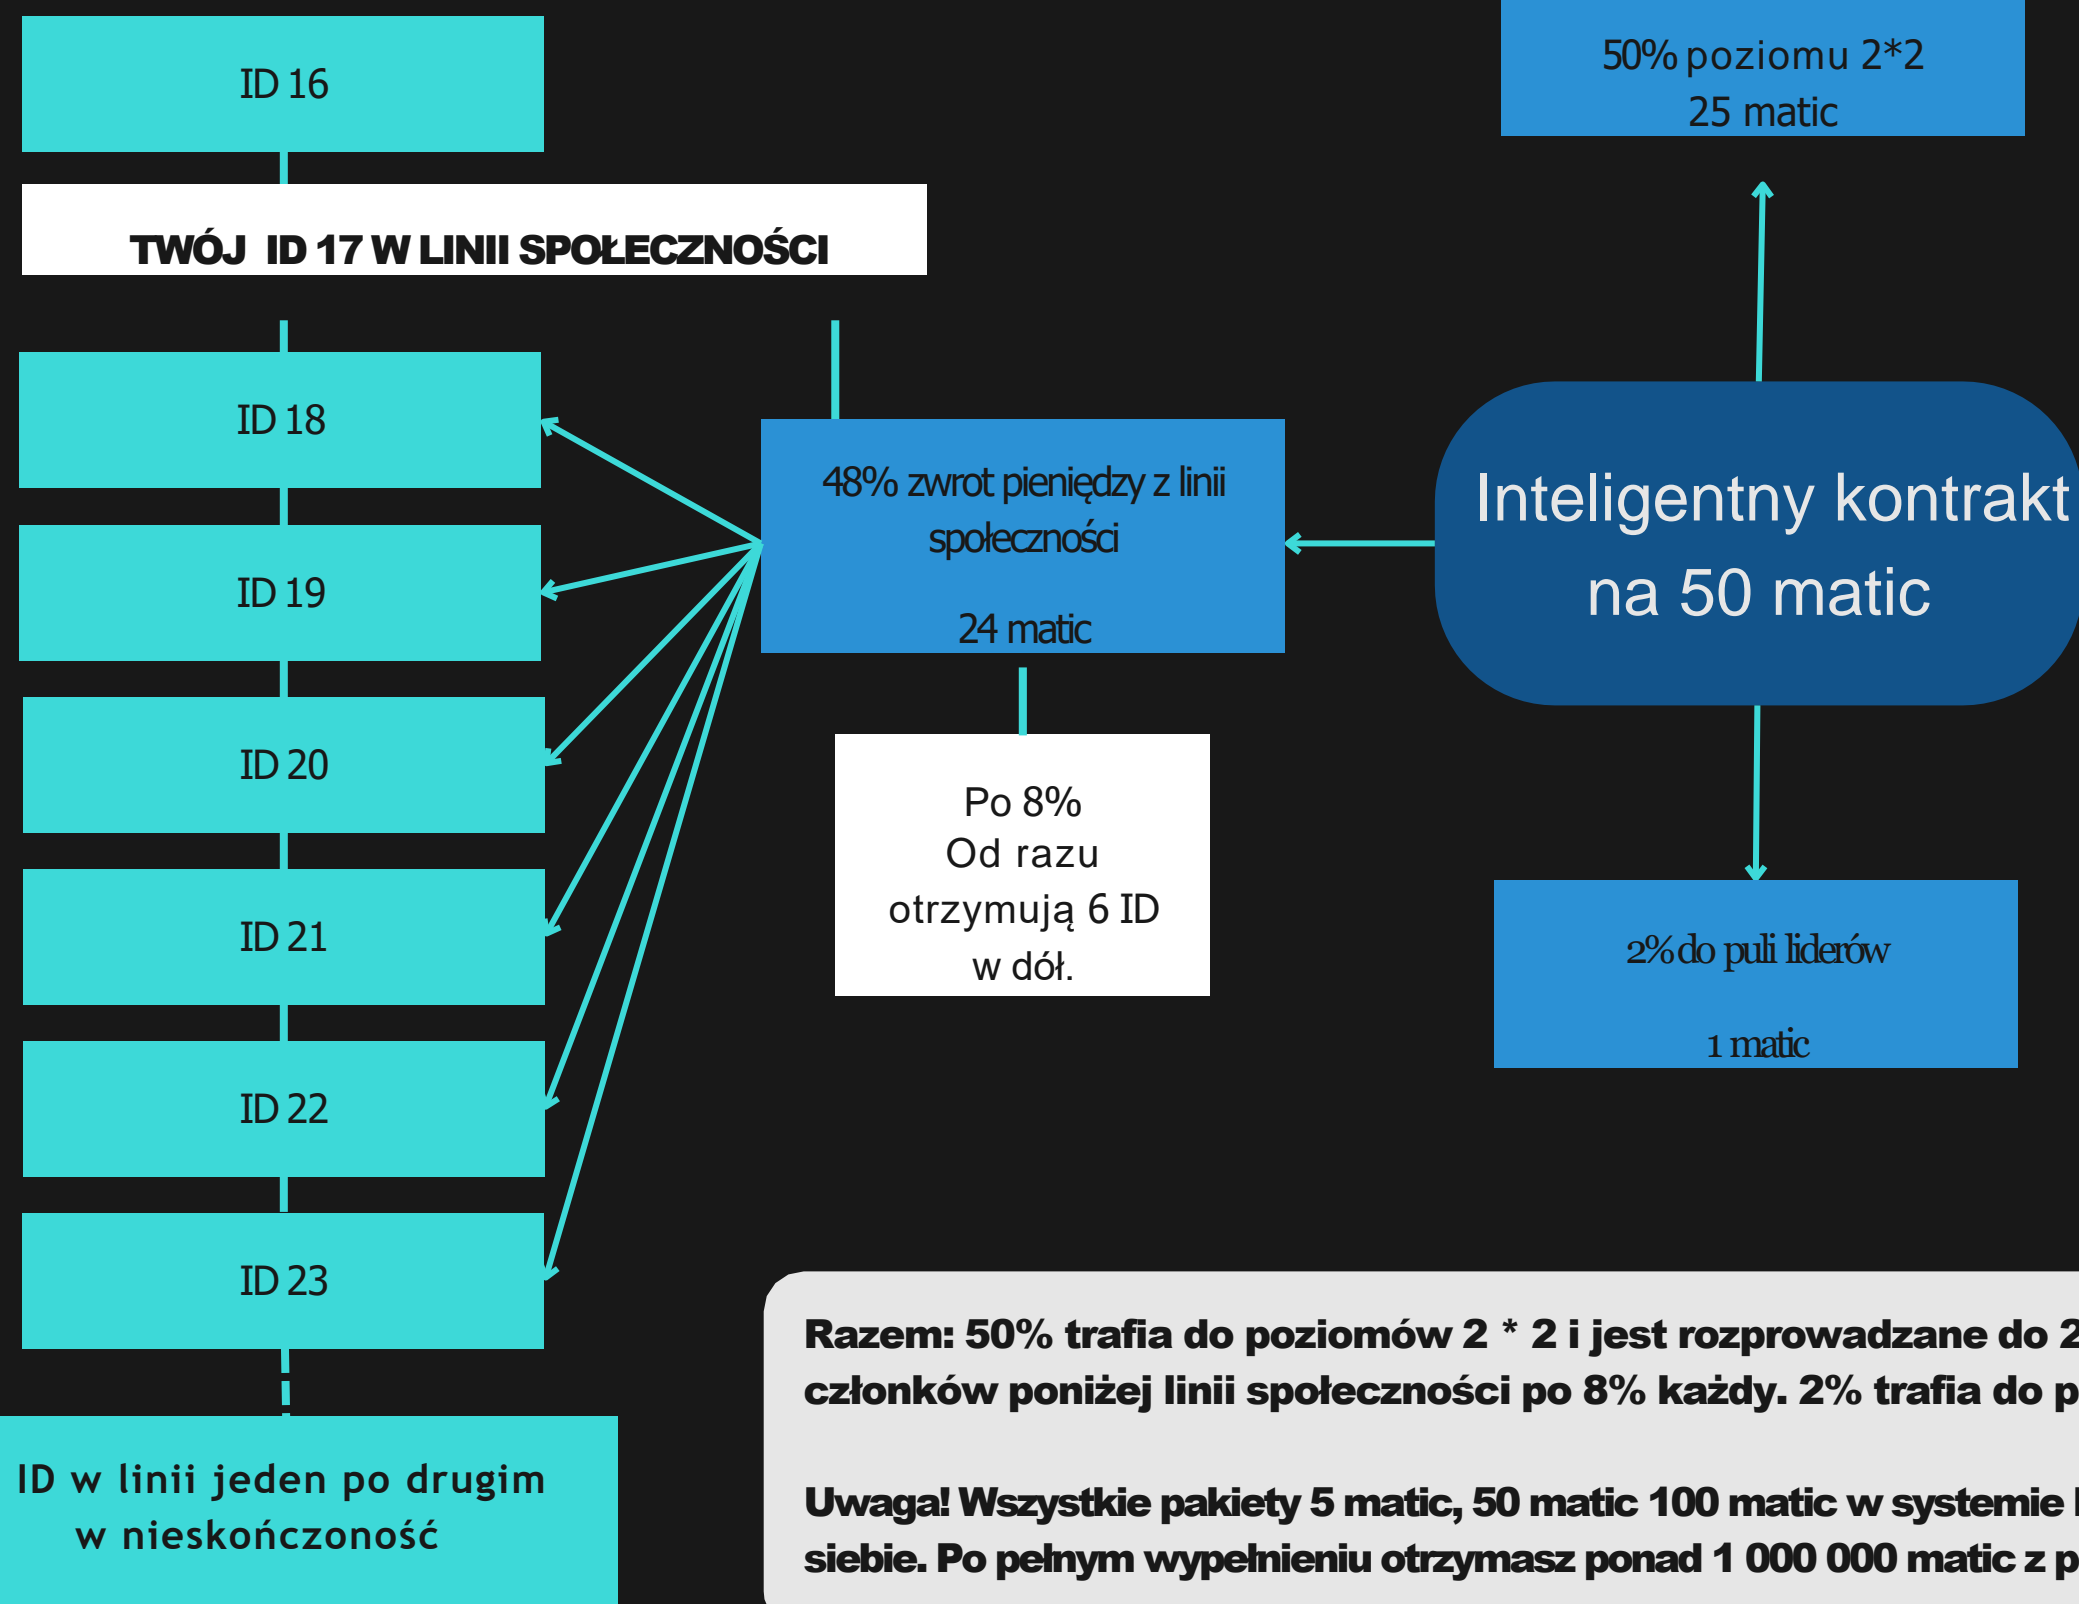 ID 16
TWÓJ ID 17 W LINII SPOŁECZNOŚCI
ID 18
ID 19
ID 20
ID 21
ID 22
ID 23
ID w linii jeden po drugim
w nieskończoność
50% poziomu 2*2
25 matic
48% zwrot pieniędzy z linii
społeczności
24 matic
Inteligentny kontrakt
na 50 matic
Po 8%
Od razu
otrzymują 6 ID
w dół.
2% do puli liderów
1 matic
Razem: 50% trafia do poziomów 2 * 2 i jest rozprowadzane do 2
członków poniżej linii społeczności po 8% każdy. 2% trafia do p
Uwaga! Wszystkie pakiety 5 matic, 50 matic 100 matic w systemie
siebie. Po pełnym wypełnieniu otrzymasz ponad 1 000 000 matic z p